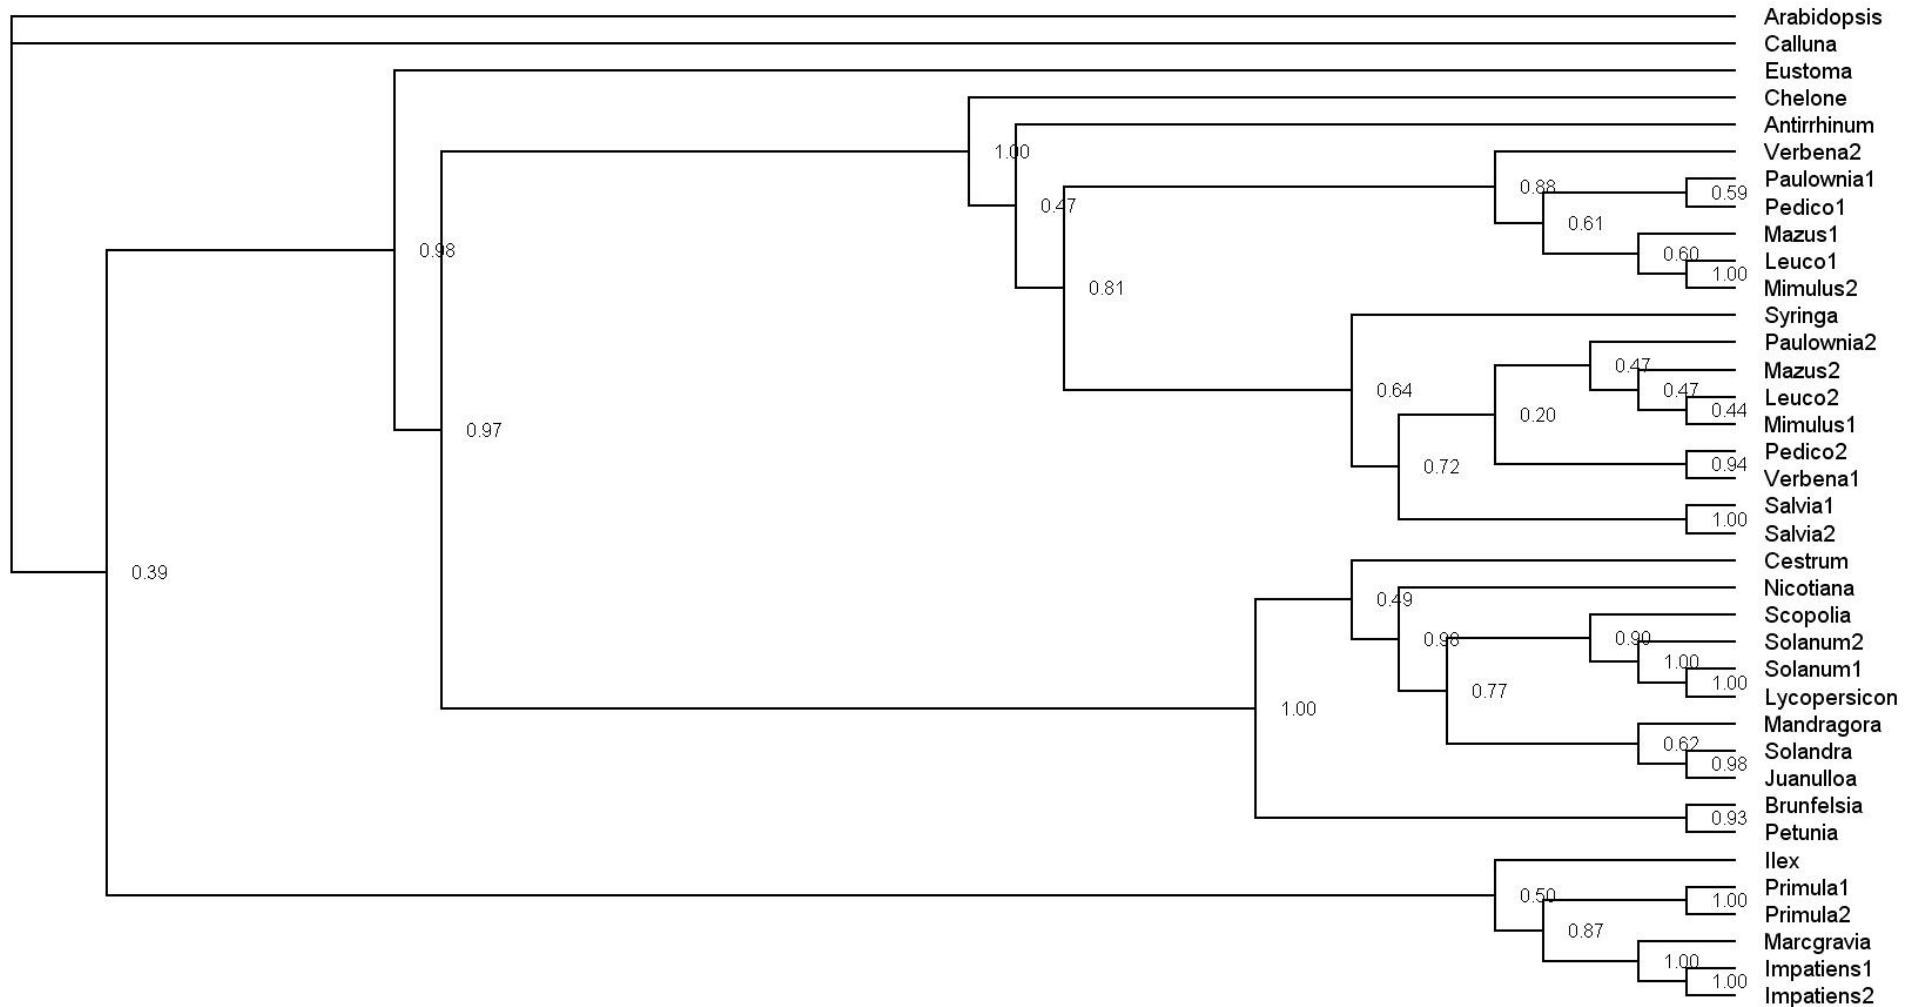 Arabidopsis
Calluna
Eustoma
Chelone
Antirrhinum
1.00
Verbena2
0.88
Paulownia1
0.59
Pedico1
0.47
0.61
Mazus1
0.98
0.60
Leuco1
1.00
Mimulus2
0.81
Syringa
Paulownia2
0.47
Mazus2
0.64
0.47
Leuco2
0.44
0.20
Mimulus1
0.97
Pedico2
0.94
0.72
Verbena1
Salvia1
1.00
Salvia2
Cestrum
0.39
Nicotiana
0.49
Scopolia
0.98
0.90
Solanum2
1.00
Solanum1
1.00
0.77
Lycopersicon
1.00
Mandragora
0.62
Solandra
0.98
Juanulloa
Brunfelsia
0.93
Petunia
Ilex
0.50
Primula1
1.00
Primula2
0.87
Marcgravia
1.00
Impatiens1
1.00
Impatiens2